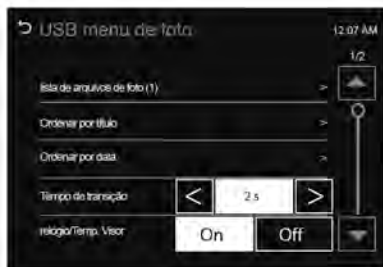 USB menu de foto
12:07 AM
1/2
lista de arquivos de foto (1) >
Ordenar por título >
Ordenar por data >
Tempo de transição < 2 s >
relógio/Temp. Visor On Off